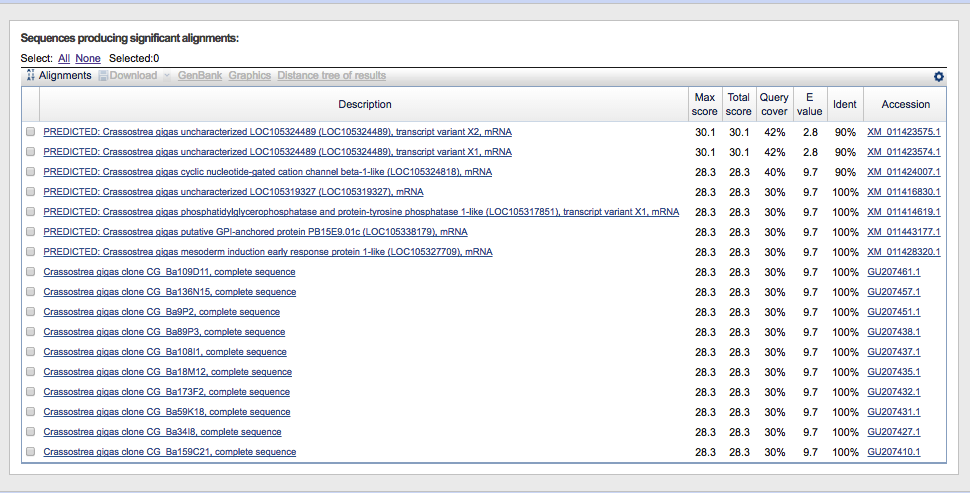 Sequences producing significant alignments:
Select: All None Selected:0
Alignments Download GenBank Graphics Distance tree of results
Description Max score Total score Query cover E value Ident Accession
PREDICTED: Crassostrea gigas uncharacterized LOC105324489 (LOC105324489), transcript variant X2, mRNA 30.1 30.1 42% 2.8 90% XM_011423575.1
PREDICTED: Crassostrea gigas uncharacterized LOC105324489 (LOC105324489), transcript variant X1, mRNA 30.1 30.1 42% 2.8 90% XM_011423574.1
PREDICTED: Crassostrea gigas cyclic nucleotide-gated cation channel beta-1-like (LOC105324818), mRNA 28.3 28.3 40% 9.7 90% XM_011424007.1
PREDICTED: Crassostrea gigas uncharacterized LOC105319327 (LOC105319327), mRNA 28.3 28.3 30% 9.7 100% XM_011416830.1
PREDICTED: Crassostrea gigas phosphatidylglycerophosphatase and protein-tyrosine phosphatase 1-like (LOC105317851), transcript variant X1, mRNA 28.3 28.3 30% 9.7 100% XM_011414619.1
PREDICTED: Crassostrea gigas putative GPI-anchored protein PB15E9.01c (LOC105338179), mRNA 28.3 28.3 30% 9.7 100% XM_011443177.1
PREDICTED: Crassostrea gigas mesoderm induction early response protein 1-like (LOC105327709), mRNA 28.3 28.3 30% 9.7 100% XM_011428320.1
Crassostrea gigas clone CG_Ba109D11, complete sequence 28.3 28.3 30% 9.7 100% GU207461.1
Crassostrea gigas clone CG_Ba136N15, complete sequence 28.3 28.3 30% 9.7 100% GU207457.1
Crassostrea gigas clone CG_Ba9P2, complete sequence 28.3 28.3 30% 9.7 100% GU207451.1
Crassostrea gigas clone CG_Ba89P3, complete sequence 28.3 28.3 30% 9.7 100% GU207438.1
Crassostrea gigas clone CG_Ba108I1, complete sequence 28.3 28.3 30% 9.7 100% GU207437.1
Crassostrea gigas clone CG_Ba18M12, complete sequence 28.3 28.3 30% 9.7 100% GU207435.1
Crassostrea gigas clone CG_Ba173F2, complete sequence 28.3 28.3 30% 9.7 100% GU207432.1
Crassostrea gigas clone CG_Ba59K18, complete sequence 28.3 28.3 30% 9.7 100% GU207431.1
Crassostrea gigas clone CG_Ba34I8, complete sequence 28.3 28.3 30% 9.7 100% GU207427.1
Crassostrea gigas clone CG_Ba159C21, complete sequence 28.3 28.3 30% 9.7 100% GU207410.1